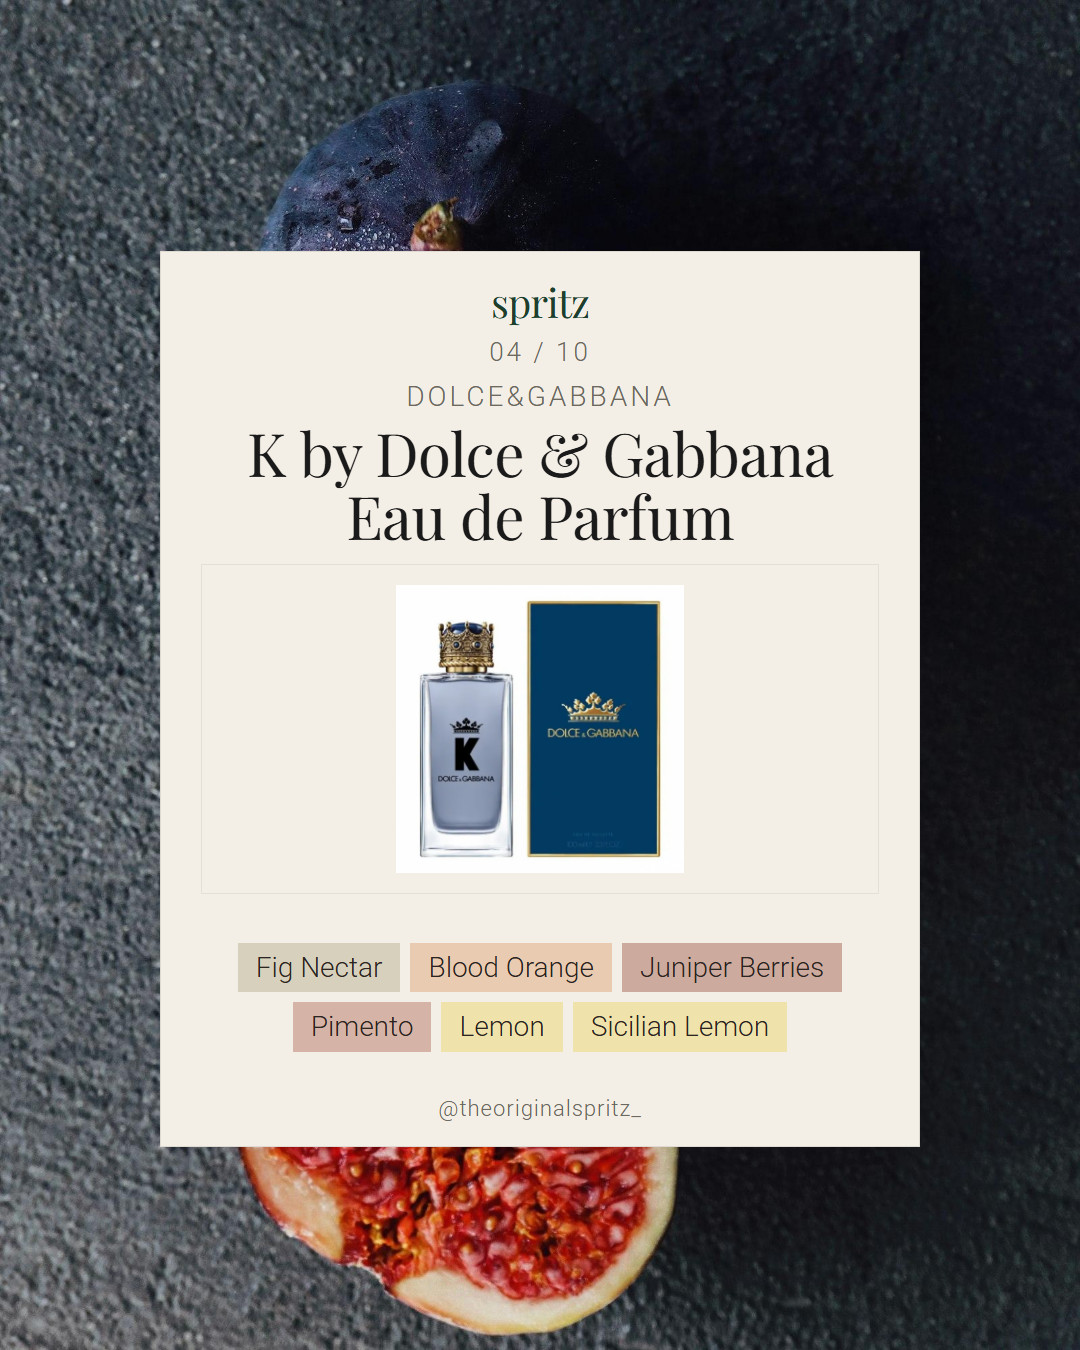 spritz
04 / 10
DOLCE&GABBANA
K by Dolce & Gabbana
Eau de Parfum
K
DOLCE&GABBANA
DOLCE&GABBANA
Fig Nectar
Blood Orange
Juniper Berries
Pimento
Lemon
Sicilian Lemon
@theoriginalspritz_